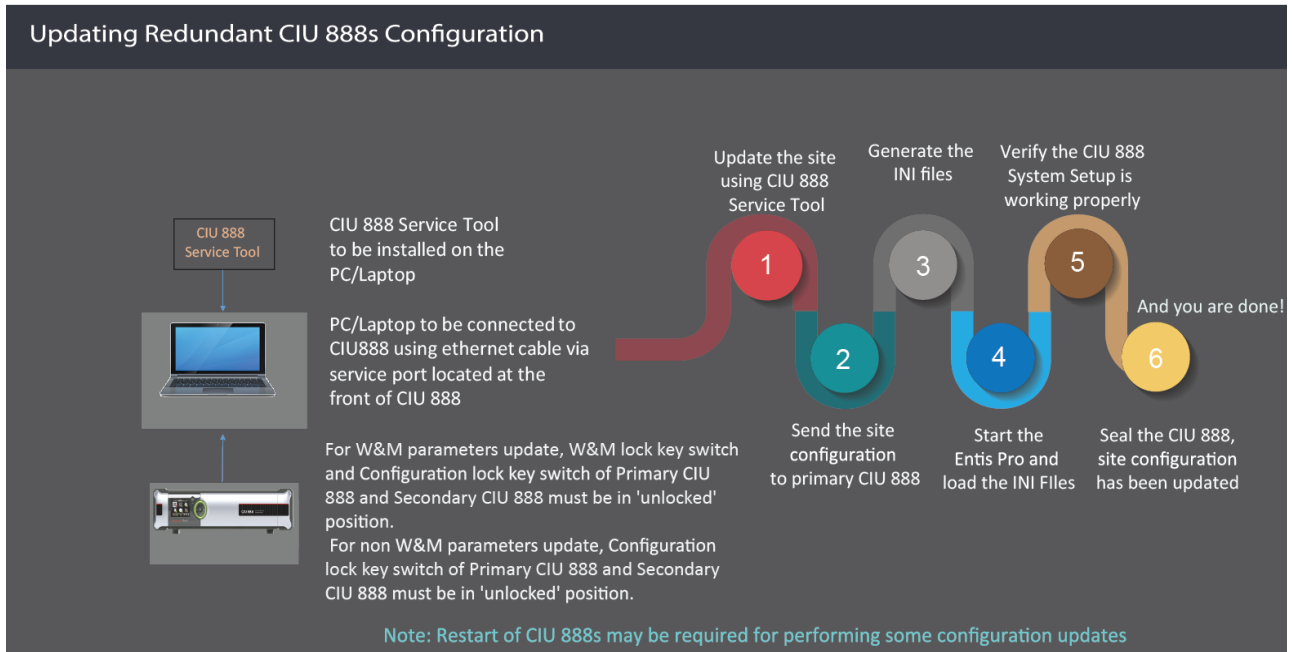 Updating Redundant CIU 888s Configuration
CIU 888
Service Tool
CIU 888 Service Tool
to be installed on the
PC/Laptop
PC/Laptop to be connected to
CIU888 using ethernet cable via
service port located at the
front of CIU 888
For W&M parameters update, W&M lock key switch
and Configuration lock key switch of Primary CIU
888 and Secondary CIU 888 must be in 'unlocked'
position.
For non W&M parameters update, Configuration
lock key switch of Primary CIU 888 and Secondary
CIU 888 must be in 'unlocked' position.
Update the site
using CIU 888
Service Tool
1
2
Send the site
configuration
to primary CIU 888
Generate the
INI files
3
4
Start the
Entis Pro and
load the INI FIles
Verify the CIU 888
System Setup is
working properly
5
And you are done!
6
Seal the CIU 888,
site configuration
has been updated
Note: Restart of CIU 888s may be required for performing some configuration updates